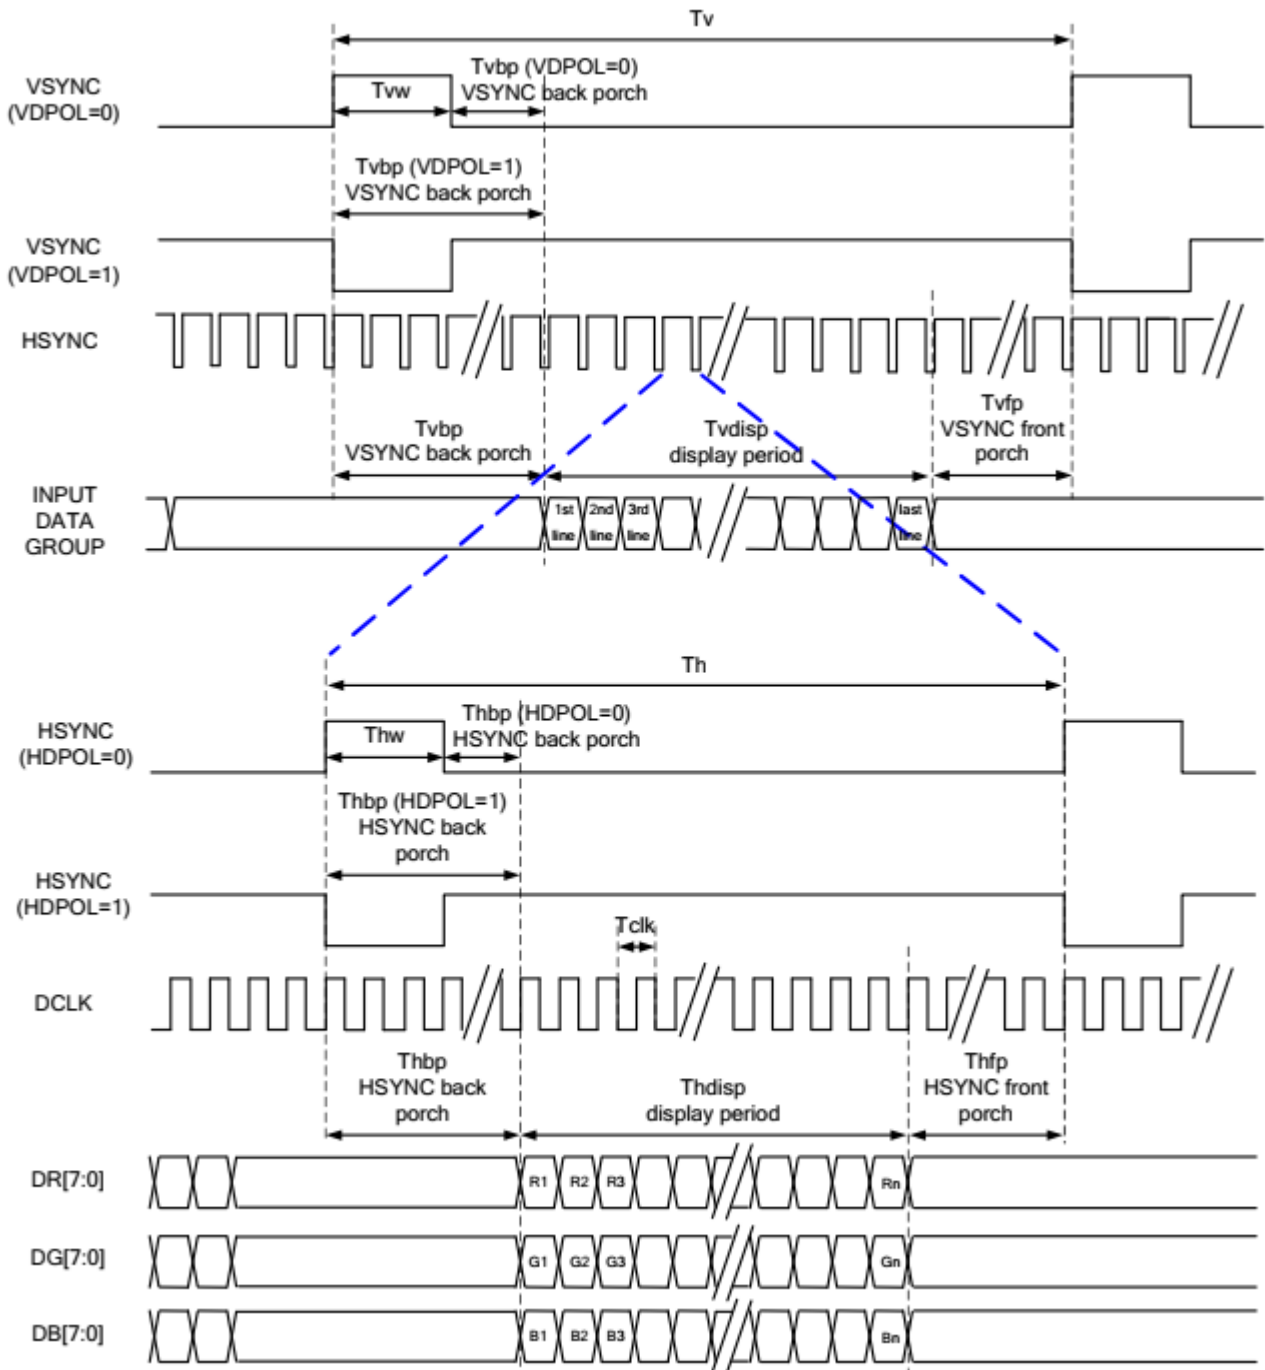 Tv
VSYNC
(VDPOL=0)
Tvw
Tvbp (VDPOL=0)
VSYNC back porch
Tvbp (VDPOL=1)
VSYNC back porch
VSYNC
(VDPOL=1)
HSYNC
Tvbp
VSYNC back porch
Tvdisp
display period
Tvfp
VSYNC front
porch
INPUT
DATA
GROUP
1st
line
2nd
line
3rd
line
last
line
Th
HSYNC
(HDPOL=0)
Thw
Thbp (HDPOL=0)
HSYNC back porch
Thbp (HDPOL=1)
HSYNC back
porch
HSYNC
(HDPOL=1)
Tclk
DCLK
Thbp
HSYNC back
porch
Thdisp
display period
Thfp
HSYNC front
porch
DR[7:0]
R1 R2 R3 Rn
DG[7:0]
G1 G2 G3 Gn
DB[7:0]
B1 B2 B3 Bn